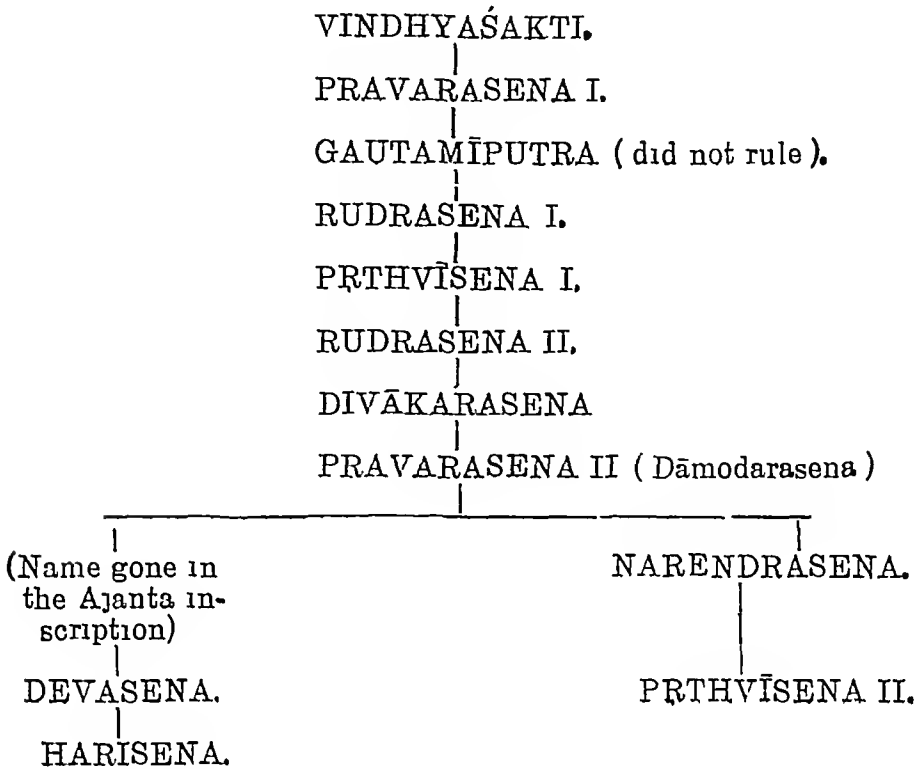 VINDHYAŚAKTI.
PRAVARASENA I.
GAUTAMĪPUTRA ( did not rule ).
RUDRASENA I.
PṚTHVĪSENA I.
RUDRASENA II.
DIVĀKARASENA
PRAVARASENA II ( Dāmodarasena )
(Name gone in
the Ajanta in-
scription)
NARENDRASENA.
DEVASENA.
PṚTHVĪSENA II.
HARISENA.